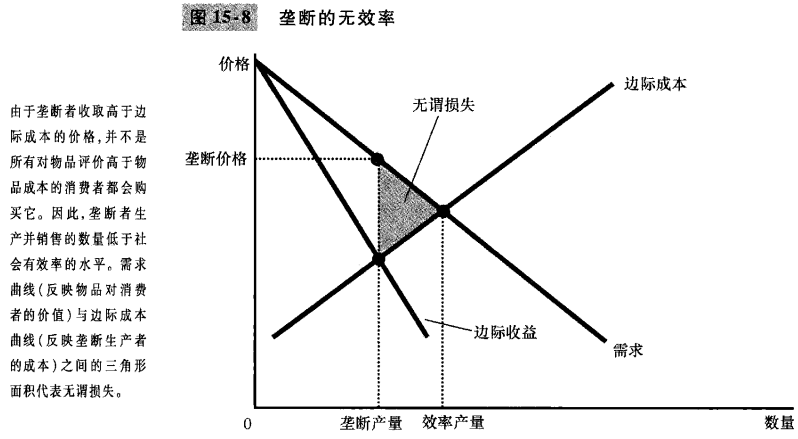 图 15-8 垄断的无效率
由于垄断者收取高于边
际成本的价格,并不是
所有对物品评价高于物
品成本的消费者都会购
买它。因此,垄断者生
产并销售的数量低于社
会有效率的水平。需求
曲线(反映物品对消费
者的价值)与边际成本
曲线(反映垄断生产者
的成本)之间的三角形
面积代表无谓损失。
价格
边际成本
无谓损失
垄断价格
边际收益
需求
0
垄断产量
效率产量
数量